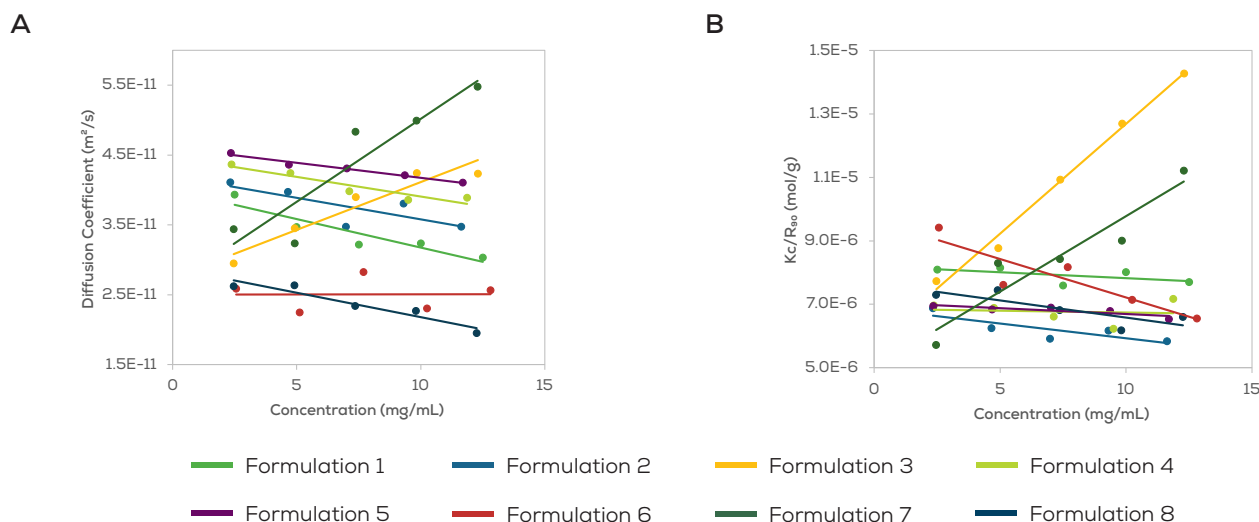 A
Diffusion Coefficient (m²/s)
5.5E-11
4.5E-11
3.5E-11
2.5E-11
1.5E-11
0 5 10 15
Concentration (mg/mL)
B
Kc/R₉₀ (mol/g)
1.5E-5
1.3E-5
1.1E-5
9.0E-6
7.0E-6
5.0E-6
0 5 10 15
Concentration (mg/mL)
Formulation 1 Formulation 2 Formulation 3 Formulation 4
Formulation 5 Formulation 6 Formulation 7 Formulation 8